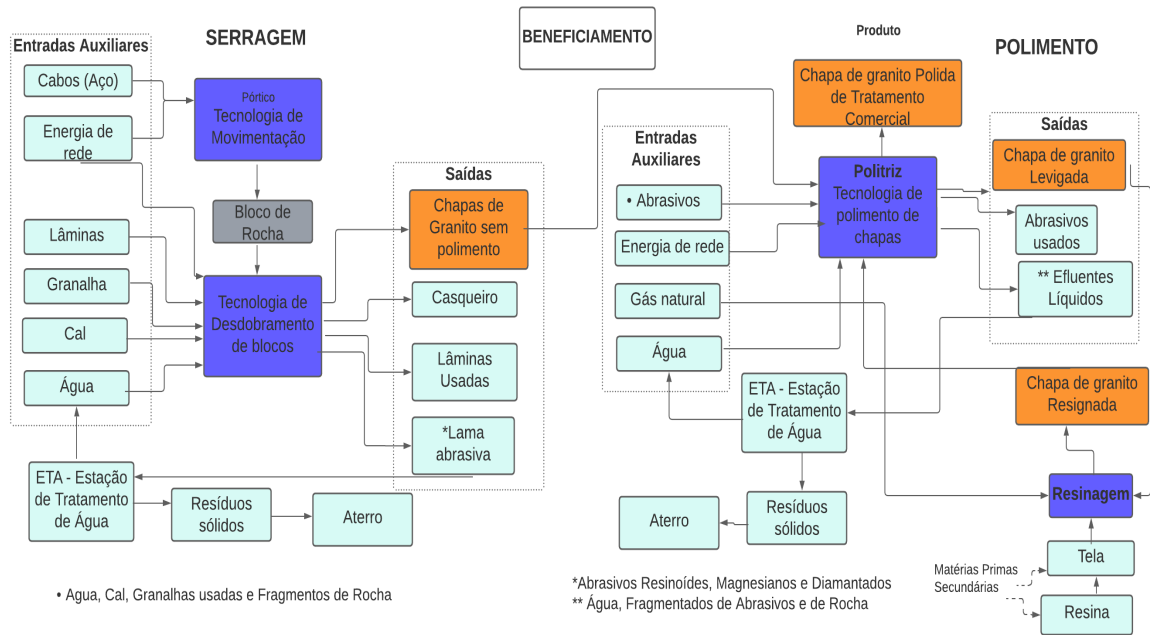 SERRAGEM
BENEFICIAMENTO
Produto
POLIMENTO
Entradas Auxiliares
Cabos (Aço)
Energia de
rede
Lâminas
Granalha
Cal
Água
ETA - Estação
de Tratamento
de Água
Resíduos
sólidos
Aterro
Pórtico
Tecnologia de
Movimentação
Bloco de
Rocha
Tecnologia de
Desdobramento
de blocos
Saídas
Chapas de
Granito sem
polimento
Casqueiro
Lâminas
Usadas
*Lama
abrasiva
• Agua, Cal, Granalhas usadas e Fragmentos de Rocha
Entradas
Auxiliares
• Abrasivos
Energia de rede
Gás natural
Água
ETA - Estação
de Tratamento
de Água
Resíduos
sólidos
Aterro
Chapa de granito Polida
de Tratamento
Comercial
Politriz
Tecnologia de
polimento de
chapas
Saídas
Chapa de granito
Levigada
Abrasivos
usados
** Efluentes
Líquidos
Chapa de granito
Resignada
Resinagem
Tela
Resina
Matérias Primas
Secundárias
*Abrasivos Resinoídes, Magnesianos e Diamantados
** Água, Fragmentados de Abrasivos e de Rocha